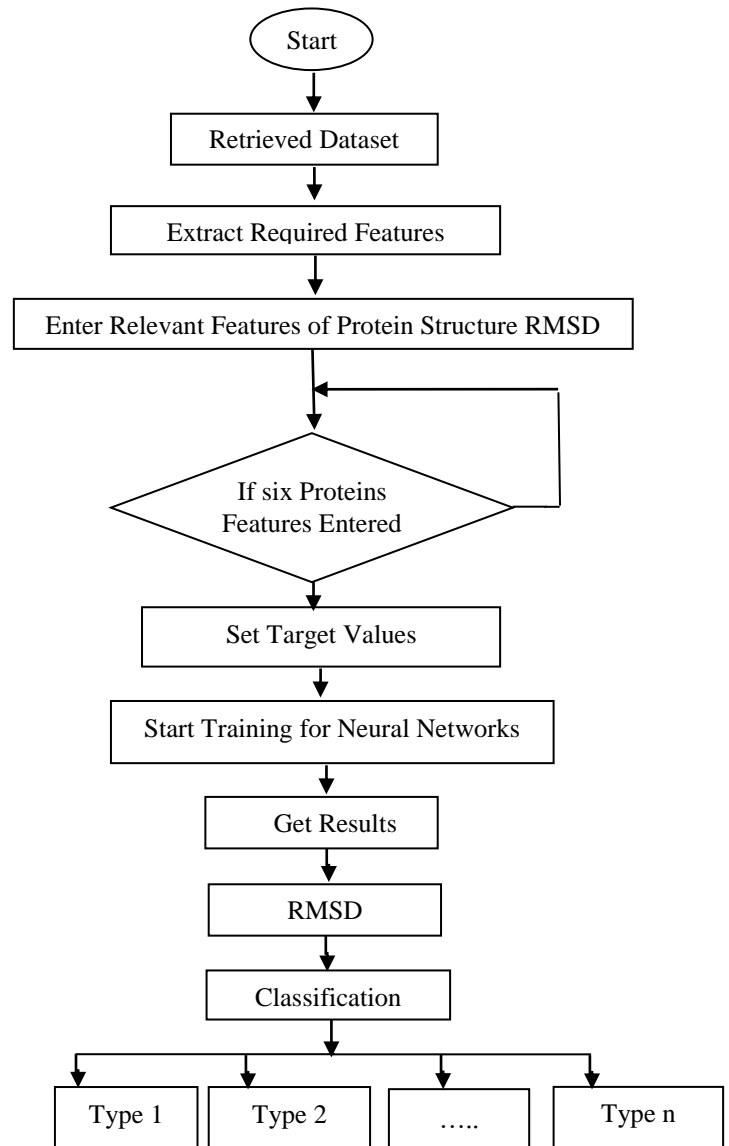 Start
Retrieved Dataset
Extract Required Features
Enter Relevant Features of Protein Structure RMSD
If six Proteins
Features Entered
Set Target Values
Start Training for Neural Networks
Get Results
RMSD
Classification
Type 1
Type 2
…..
Type n